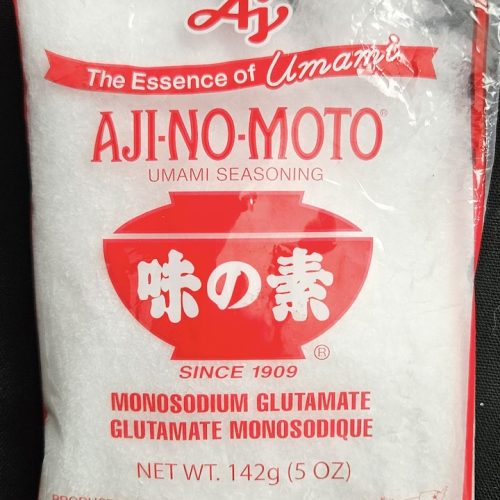 Aj
The Essence of Umami
AJI-NO-MOTO®
UMAMI SEASONING
味の素
®
SINCE 1909
MONOSODIUM GLUTAMATE
GLUTAMATE MONOSODIQUE
NET WT. 142g (5 OZ)